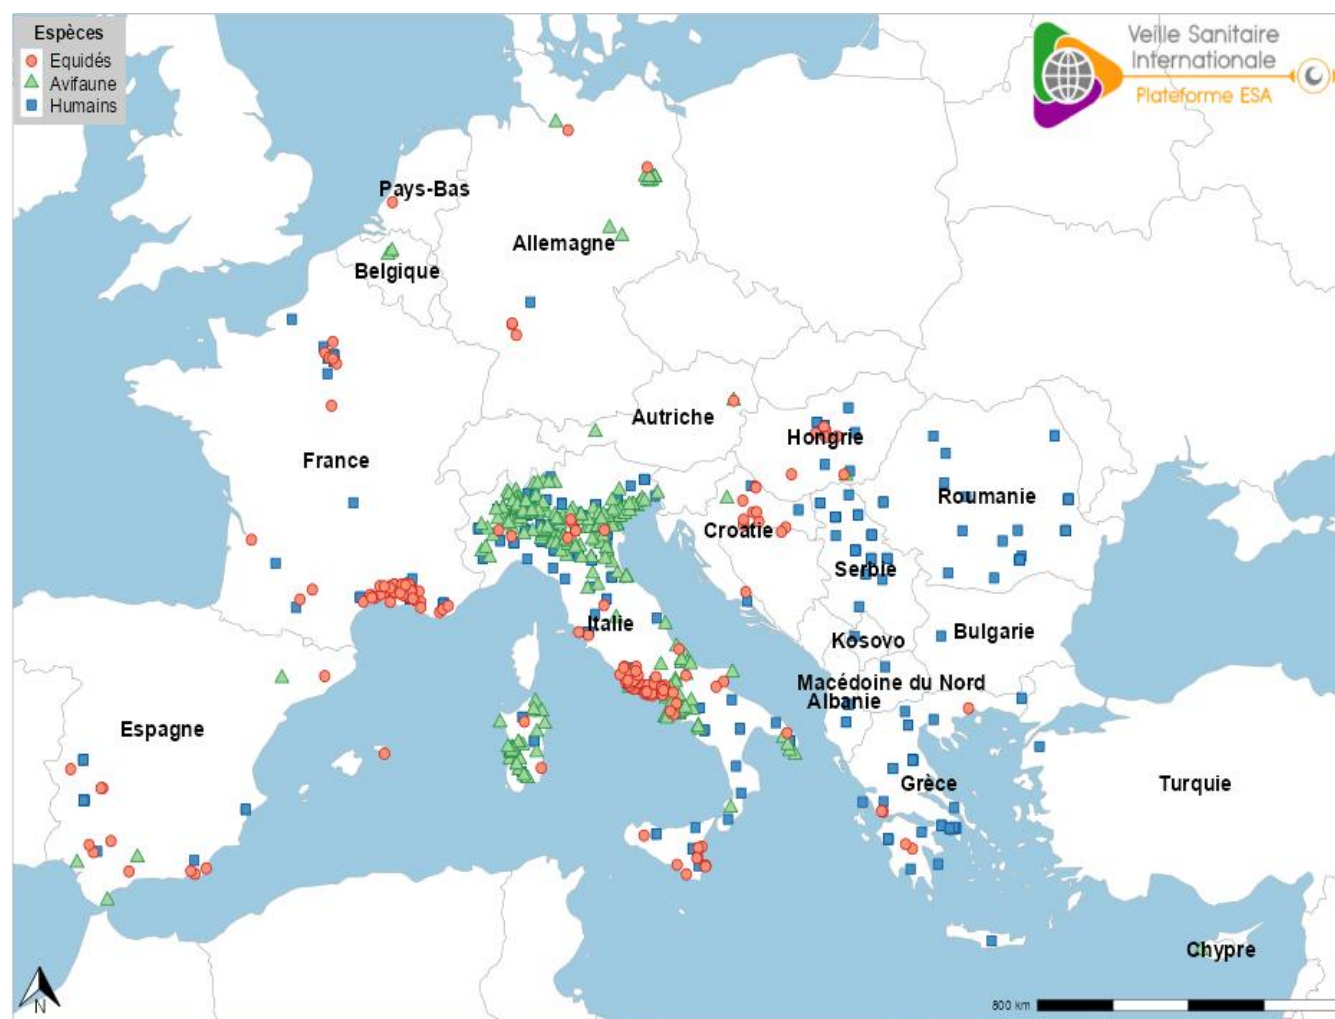 Espèces
Equidés
Avifaune
Humains
Veille Sanitaire
Internationale
Plateforme ESA
Pays-Bas
Allemagne
Belgique
Autriche
Hongrie
France
Roumanie
Croatie
Serbie
Italie
Kosovo
Bulgarie
Macédoine du Nord
Albanie
Espagne
Grèce
Turquie
Chypre
N
800 km